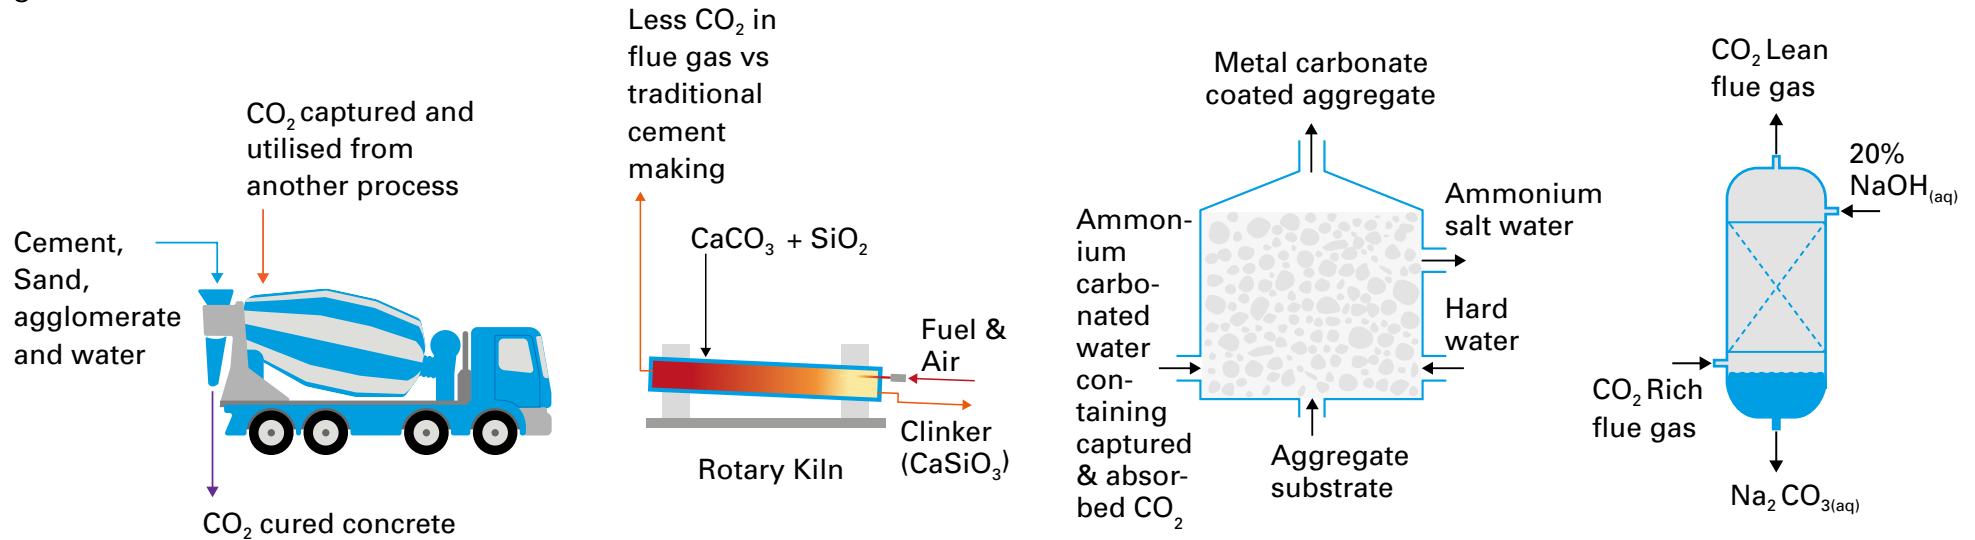 CO₂ captured and
utilised from
another process
Cement,
Sand,
agglomerate
and water
CO₂ cured concrete
Less CO₂ in
flue gas vs
traditional
cement
making
CaCO₃ + SiO₂
Fuel &
Air
Clinker
(CaSiO₃)
Rotary Kiln
Metal carbonate
coated aggregate
Ammon-
ium
carbo-
nated
water
con-
taining
captured
& absor-
bed CO₂
Ammonium
salt water
Hard
water
Aggregate
substrate
CO₂ Lean
flue gas
20%
NaOH(aq)
CO₂ Rich
flue gas
Na₂ CO₃(aq)